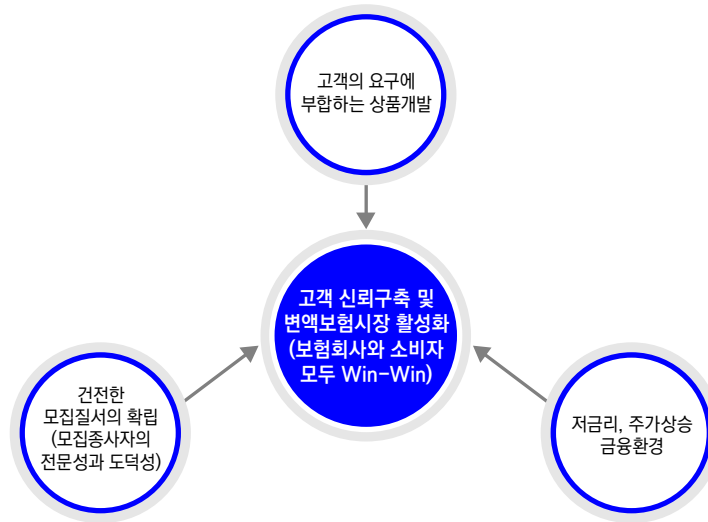 고객의 요구에
부합하는 상품개발
고객 신뢰구축 및
변액보험시장 활성화
(보험회사와 소비자
모두 Win-Win)
건전한
모집질서의 확립
(모집종사자의
전문성과 도덕성)
저금리, 주가상승
금융환경